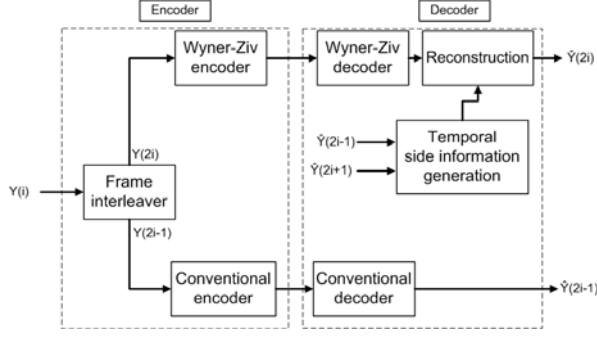 Encoder
Decoder
Wyner-Ziv
encoder
Wyner-Ziv
decoder
Reconstruction
Ŷ(2i)
Ŷ(2i-1)
Ŷ(2i+1)
Temporal
side information
generation
Y(2i)
Y(i)
Frame
interleaver
Y(2i-1)
Conventional
encoder
Conventional
decoder
Ŷ(2i-1)